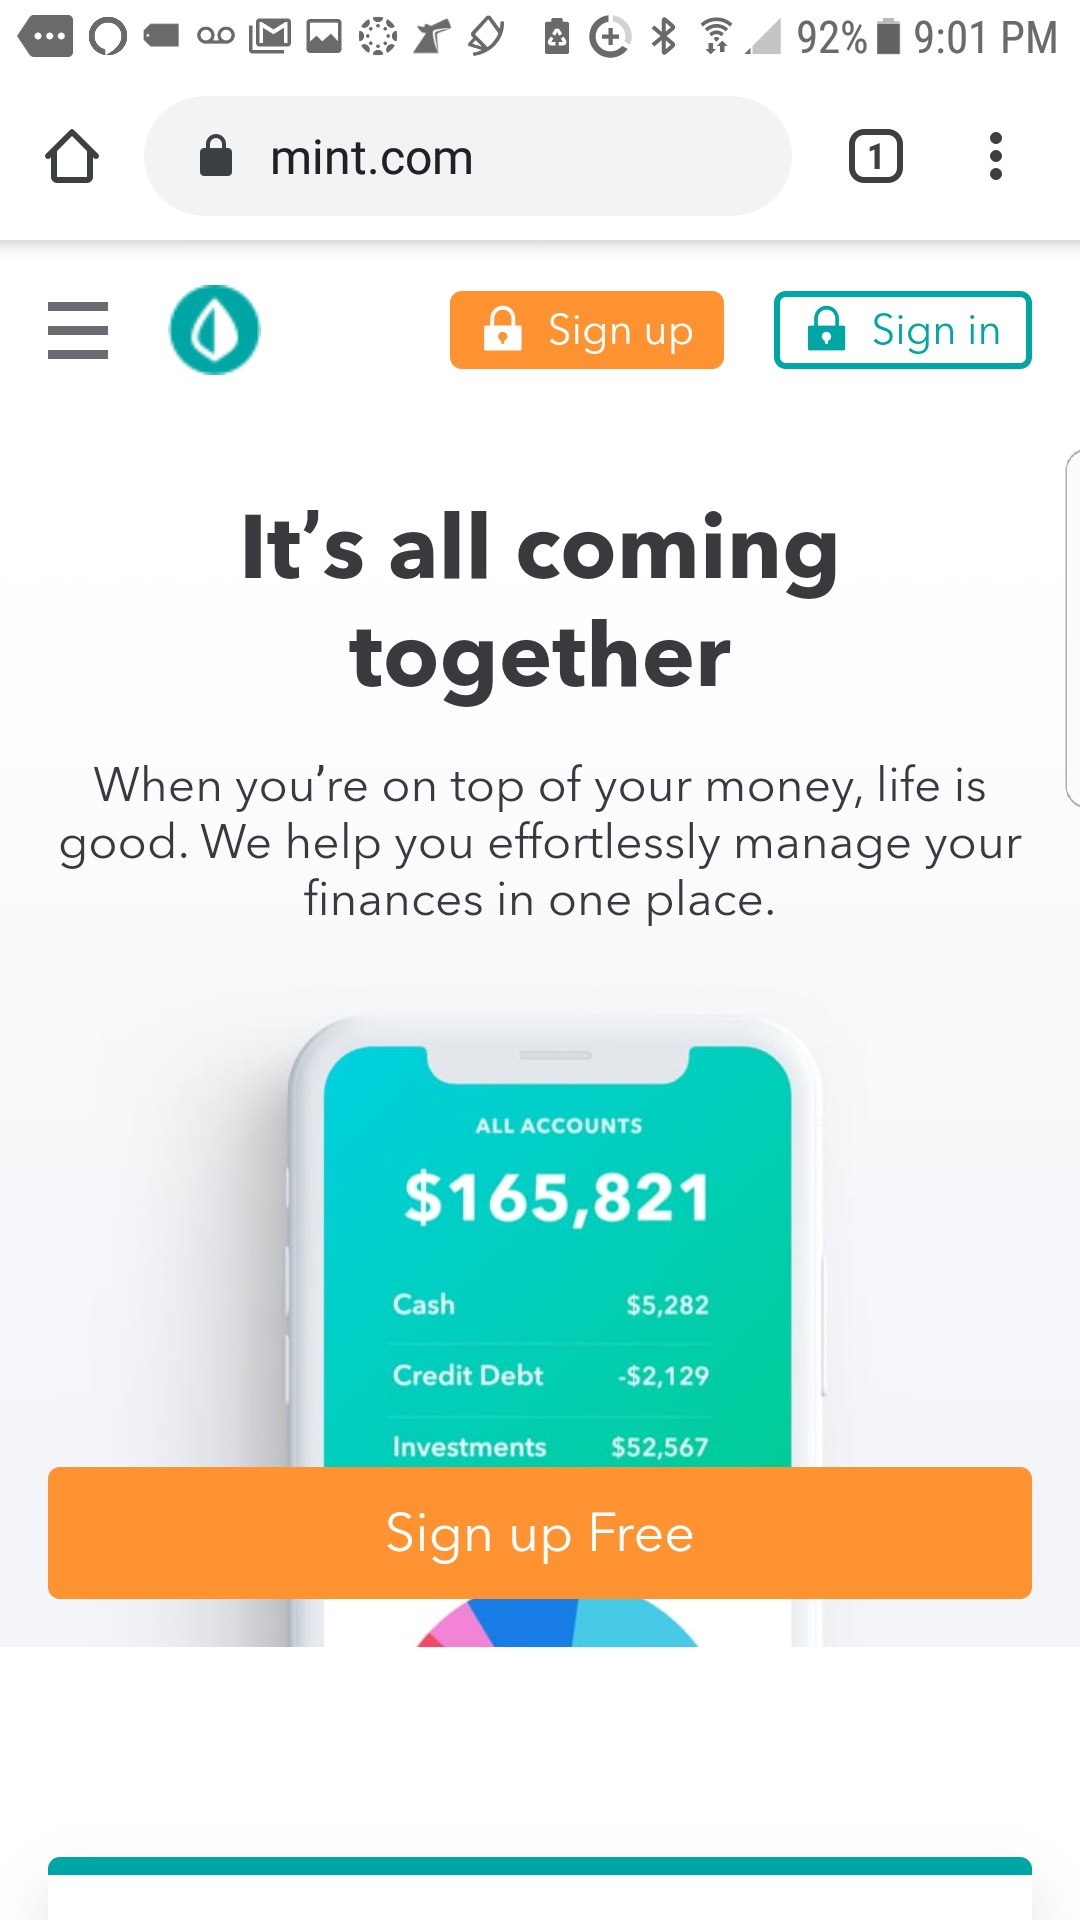 92% 9:01 PM
mint.com
1
Sign up
Sign in
It’s all coming
together
When you’re on top of your money, life is
good. We help you effortlessly manage your
finances in one place.
ALL ACCOUNTS
$165,821
Cash $5,282
Credit Debt -$2,129
Investments $52,567
Sign up Free